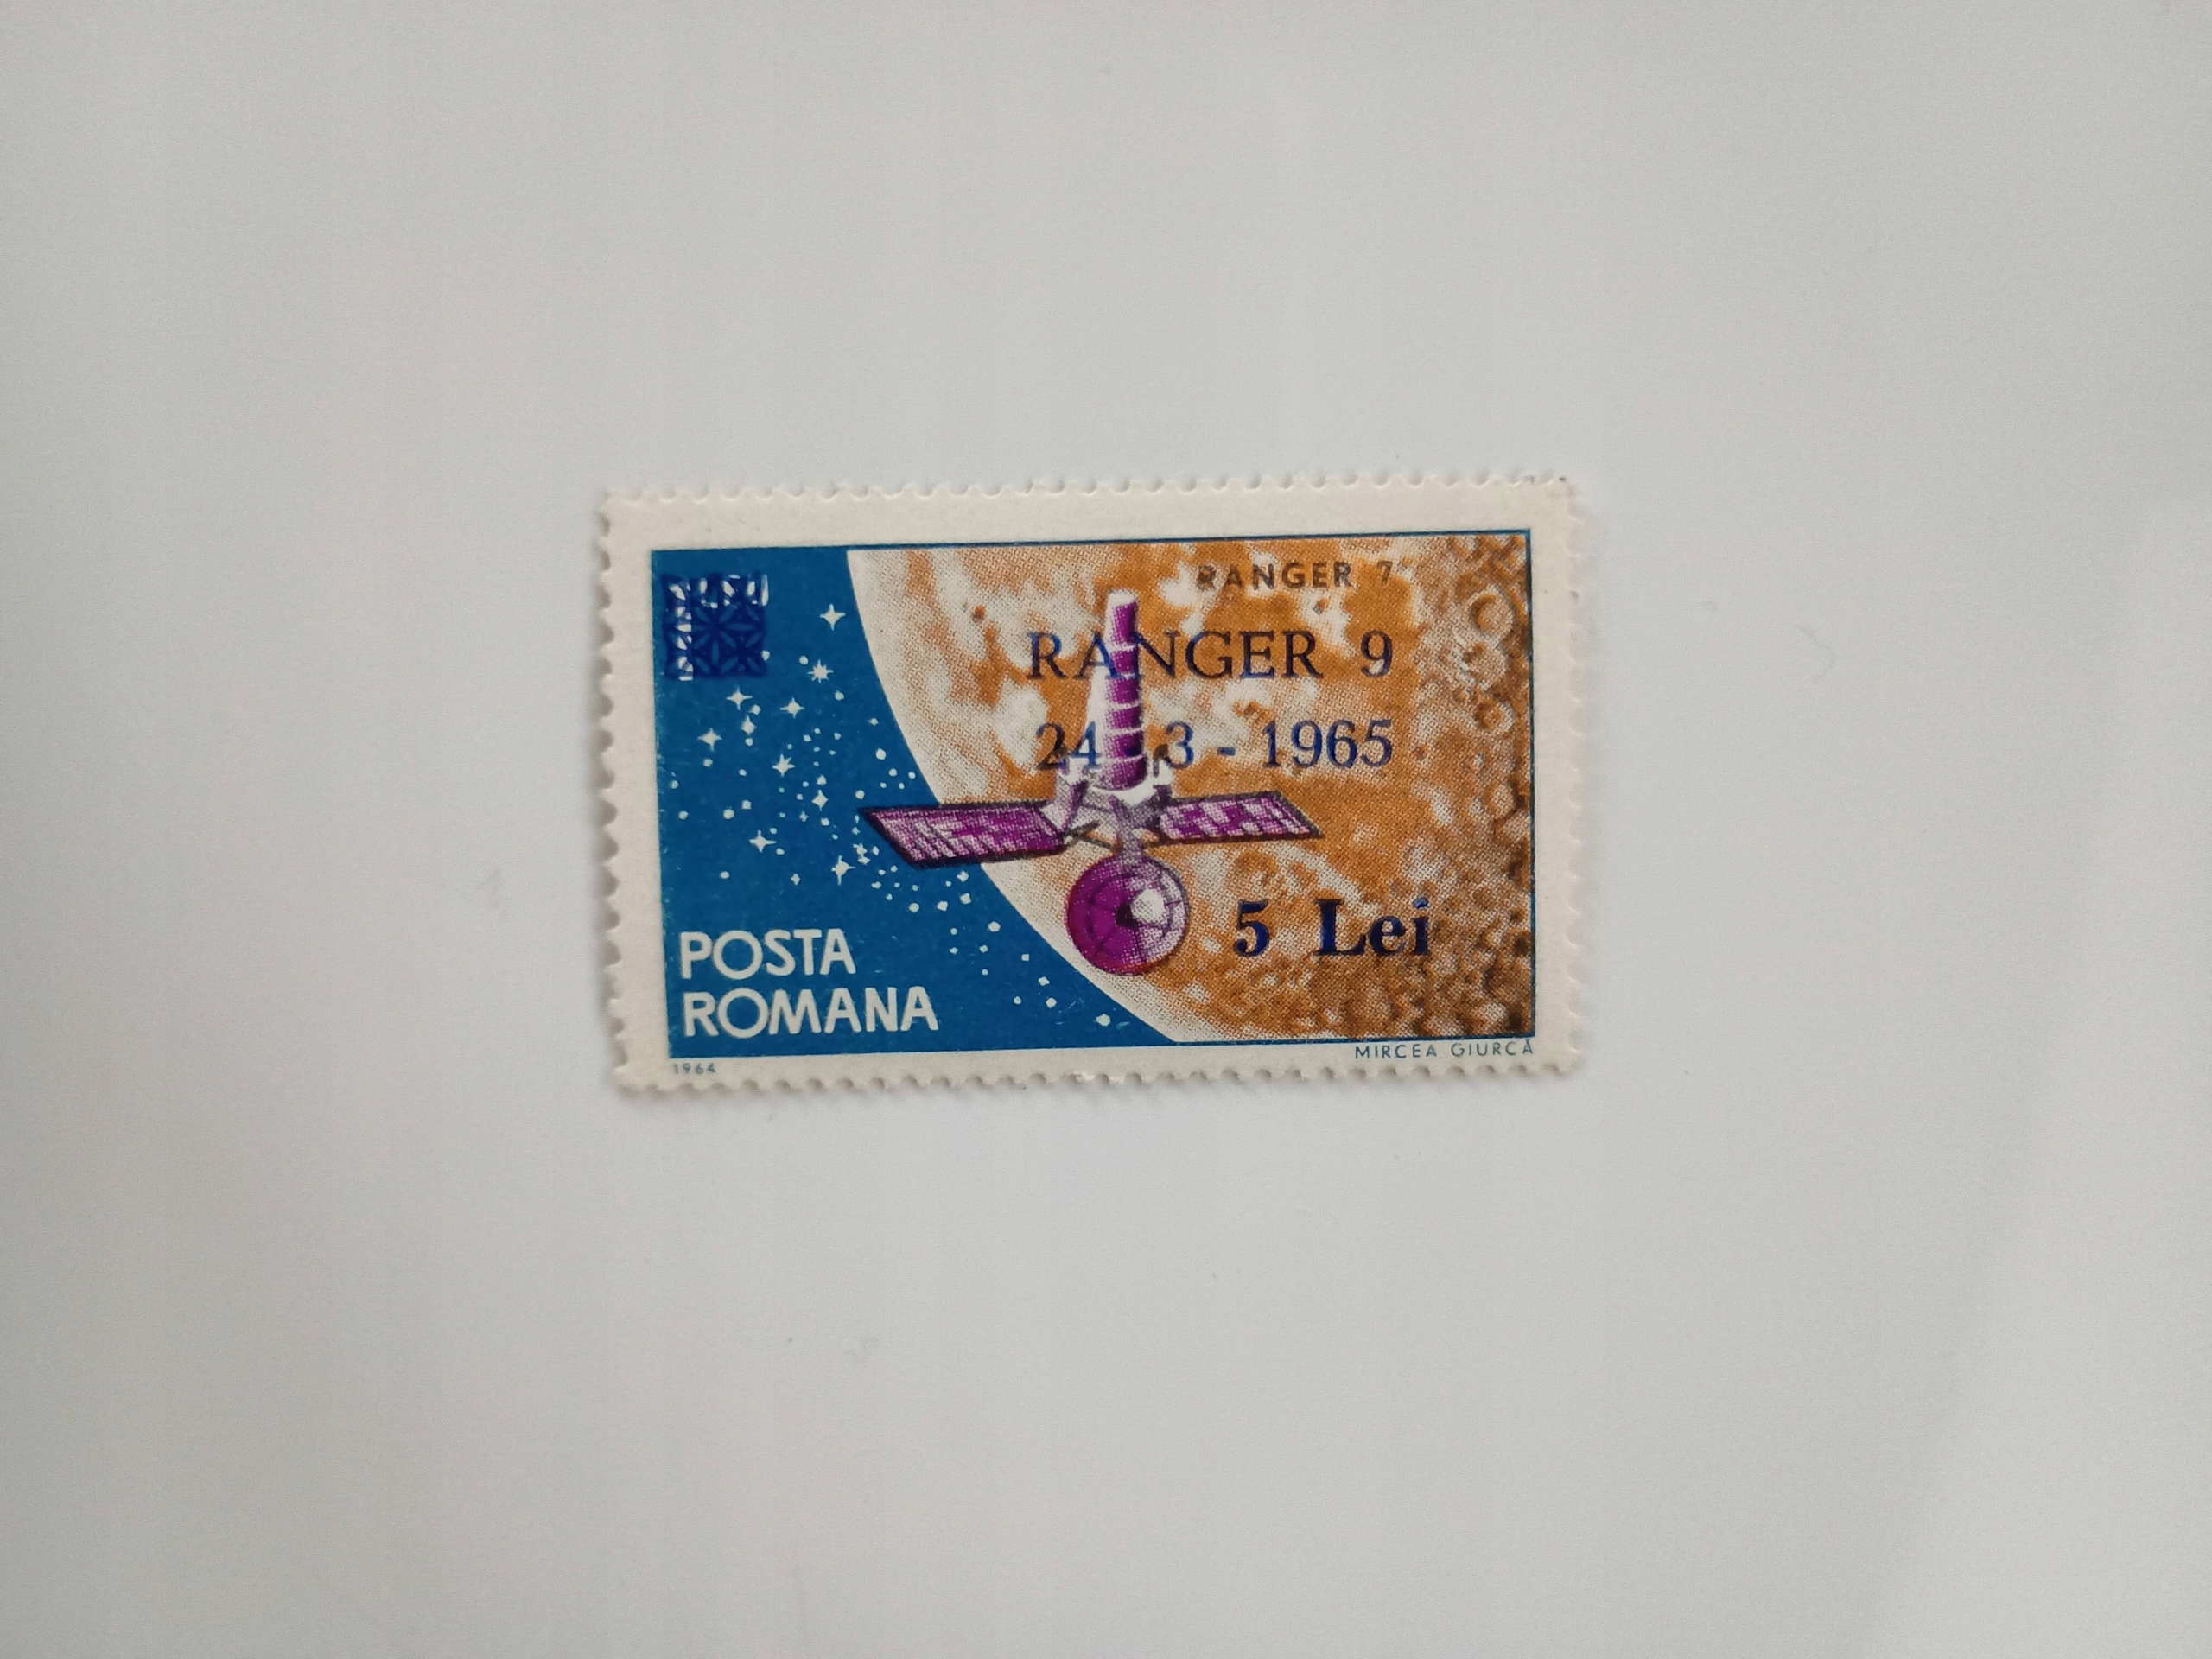 RANGER 7
RANGER 9
24 - 3 - 1965
5 Lei
POSTA
ROMANA
1964
MIRCEA GIURCĂ